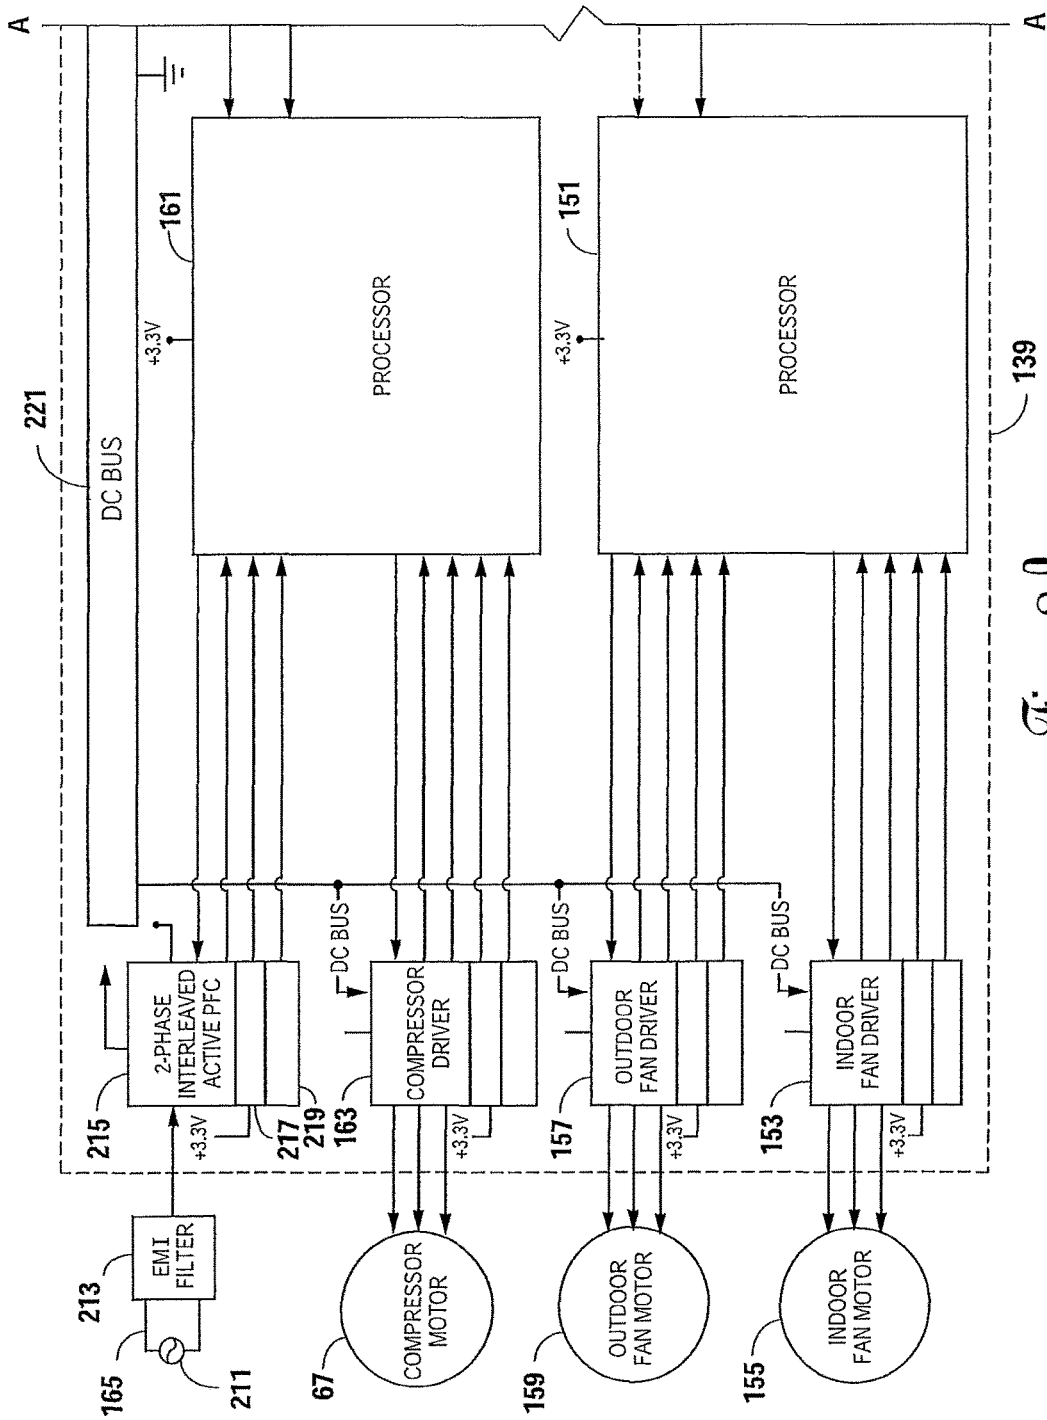 A
221
DC BUS
215
2-PHASE
INTERLEAVED
ACTIVE PFC
+3.3V
217
219
213
EMI
FILTER
165
211
161
+3.3V
PROCESSOR
DC BUS
163
COMPRESSOR
DRIVER
+3.3V
67
COMPRESSOR
MOTOR
151
+3.3V
PROCESSOR
DC BUS
157
OUTDOOR
FAN DRIVER
+3.3V
159
OUTDOOR
FAN MOTOR
DC BUS
153
INDOOR
FAN DRIVER
+3.3V
155
INDOOR
FAN MOTOR
139
A